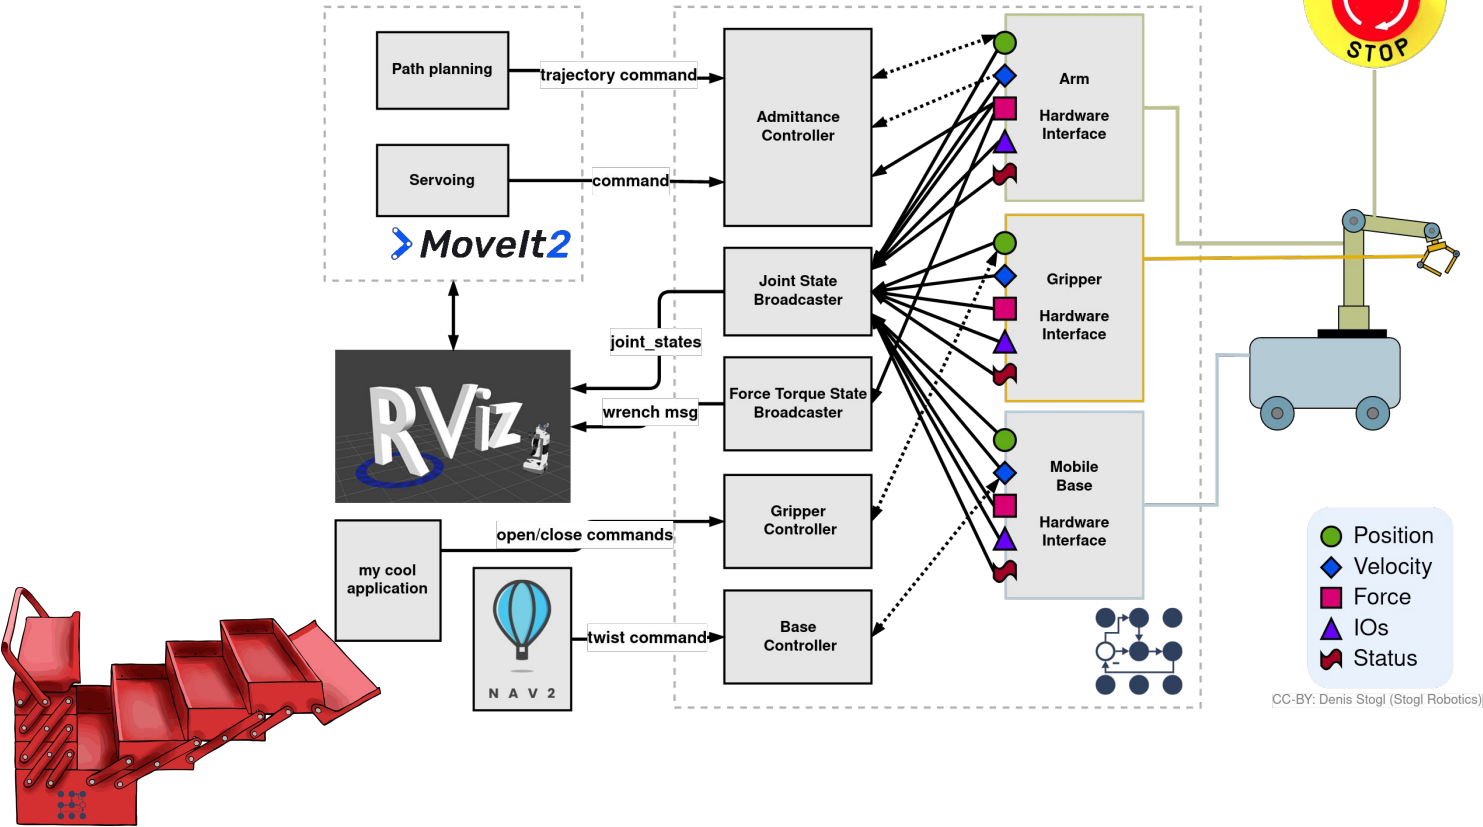 STOP
Path planning
trajectory command
Servoing
command
MoveIt2
Admittance
Controller
Arm
Hardware
Interface
Joint State
Broadcaster
joint_states
Gripper
Hardware
Interface
RViz
wrench msg
Force Torque State
Broadcaster
Mobile
Base
Hardware
Interface
my cool
application
open/close commands
Gripper
Controller
NAV2
twist command
Base
Controller
Position
Velocity
Force
IOs
Status
CC-BY: Denis Stogl (Stogl Robotics)